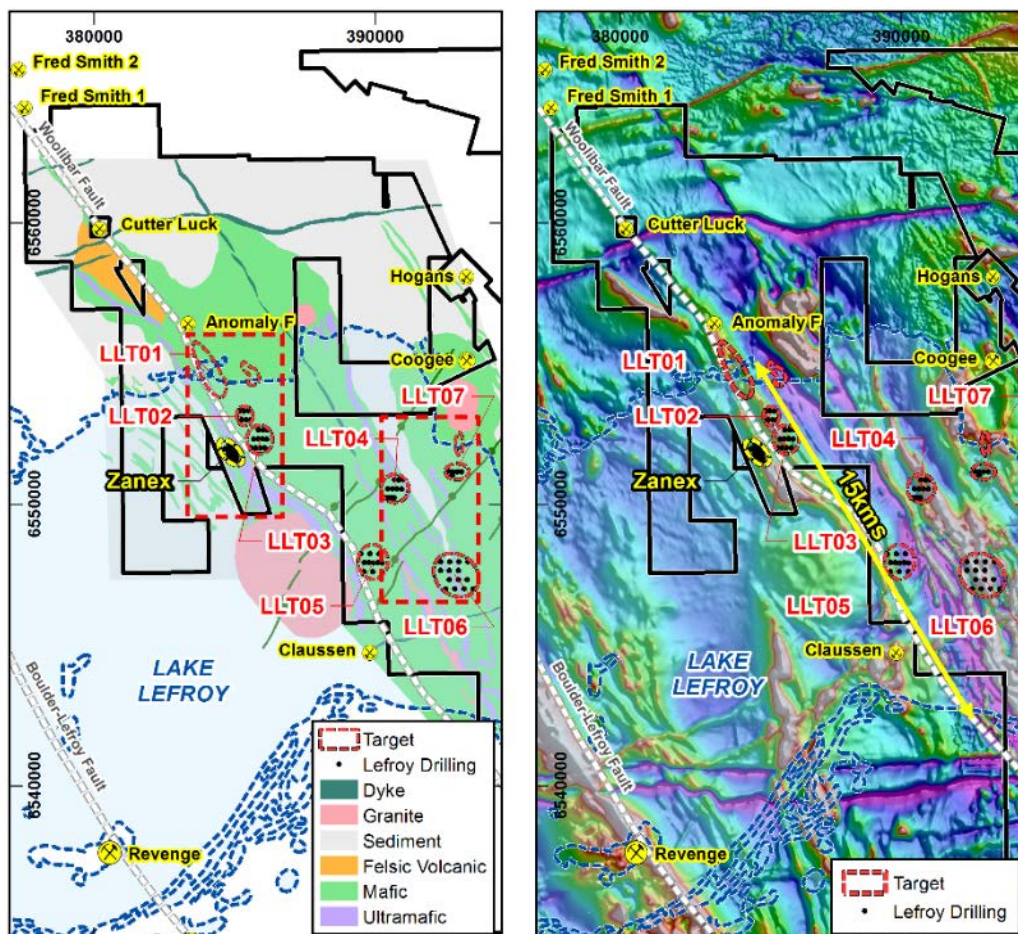 380000
390000
Fred Smith 2
Fred Smith 1
Woolibar Fault
6560000
Cutter Luck
Hogans
Anomaly F
LLT01
Coogee
LLT07
LLT02
LLT04
Zanex
6550000
LLT03
LLT05
LLT06
Claussen
LAKE
LEFROY
Boulder-Lefroy Fault
6540000
Revenge
Target
Lefroy Drilling
Dyke
Granite
Sediment
Felsic Volcanic
Mafic
Ultramafic
380000
390000
Fred Smith 2
Fred Smith 1
Woolibar Fault
6560000
Cutter Luck
Hogans
Anomaly F
LLT01
Coogee
LLT07
LLT02
LLT04
Zanex
6550000
15kms
LLT03
LLT05
LLT06
Claussen
LAKE
LEFROY
Boulder-Lefroy Fault
6540000
Revenge
Target
Lefroy Drilling